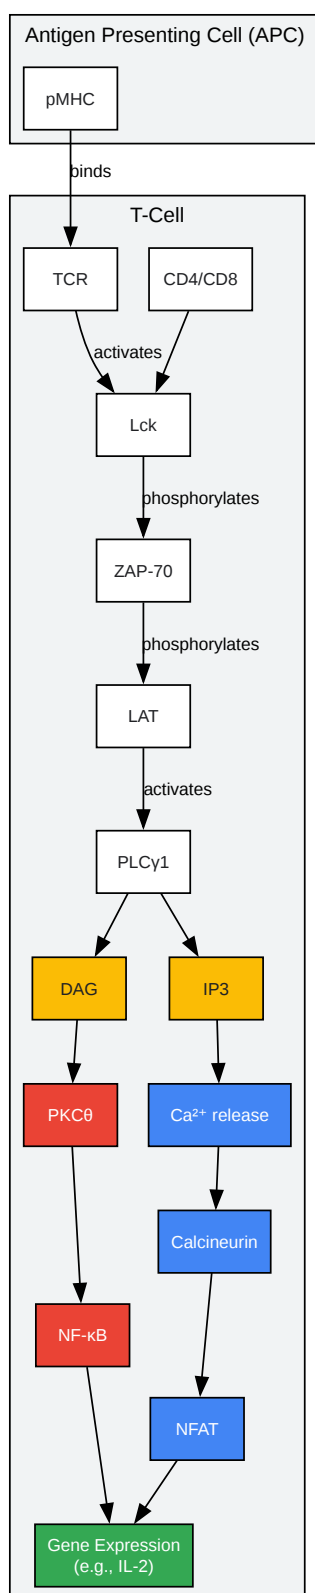 Antigen Presenting Cell (APC)
pMHC
binds
T-Cell
TCR
CD4/CD8
activates
Lck
phosphorylates
ZAP-70
phosphorylates
LAT
activates
PLCγ1
DAG
IP3
PKCθ
Ca²⁺ release
Calcineurin
NF-κB
NFAT
Gene Expression
(e.g., IL-2)